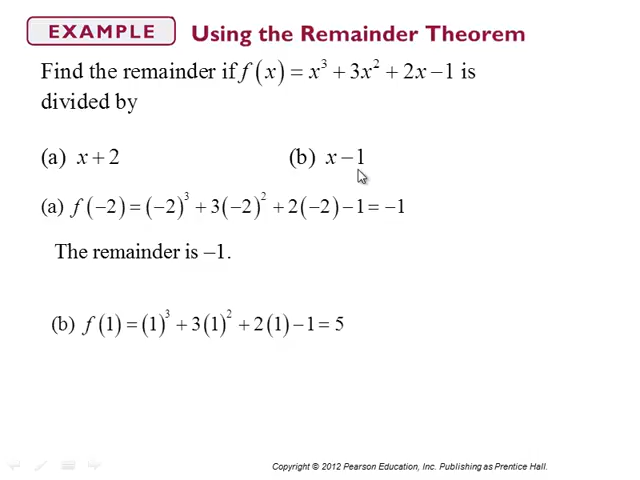 EXAMPLE Using the Remainder Theorem
Find the remainder if f(x) = x³ + 3x² + 2x − 1 is
divided by
(a) x + 2 (b) x − 1
(a) f(−2) = (−2)³ + 3(−2)² + 2(−2) − 1 = −1
The remainder is −1.
(b) f(1) = (1)³ + 3(1)² + 2(1) − 1 = 5
Copyright © 2012 Pearson Education, Inc. Publishing as Prentice Hall.